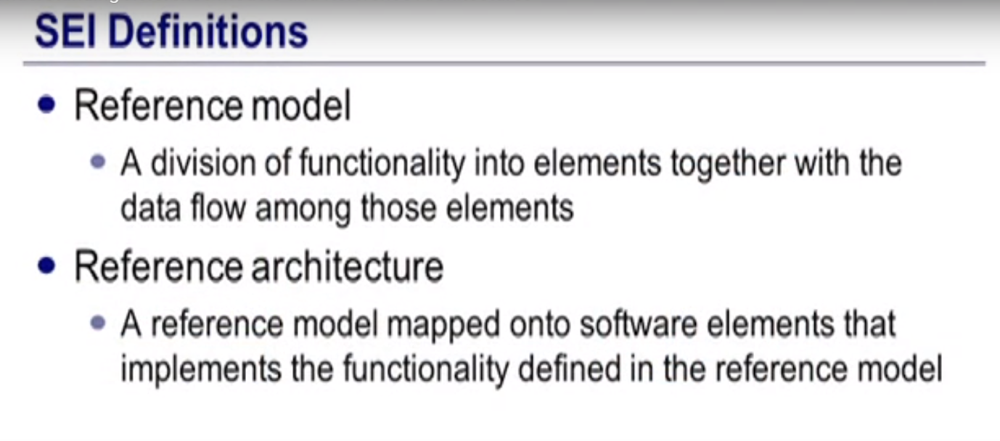 SEI Definitions
Reference model
A division of functionality into elements together with the
data flow among those elements
Reference architecture
A reference model mapped onto software elements that
implements the functionality defined in the reference model